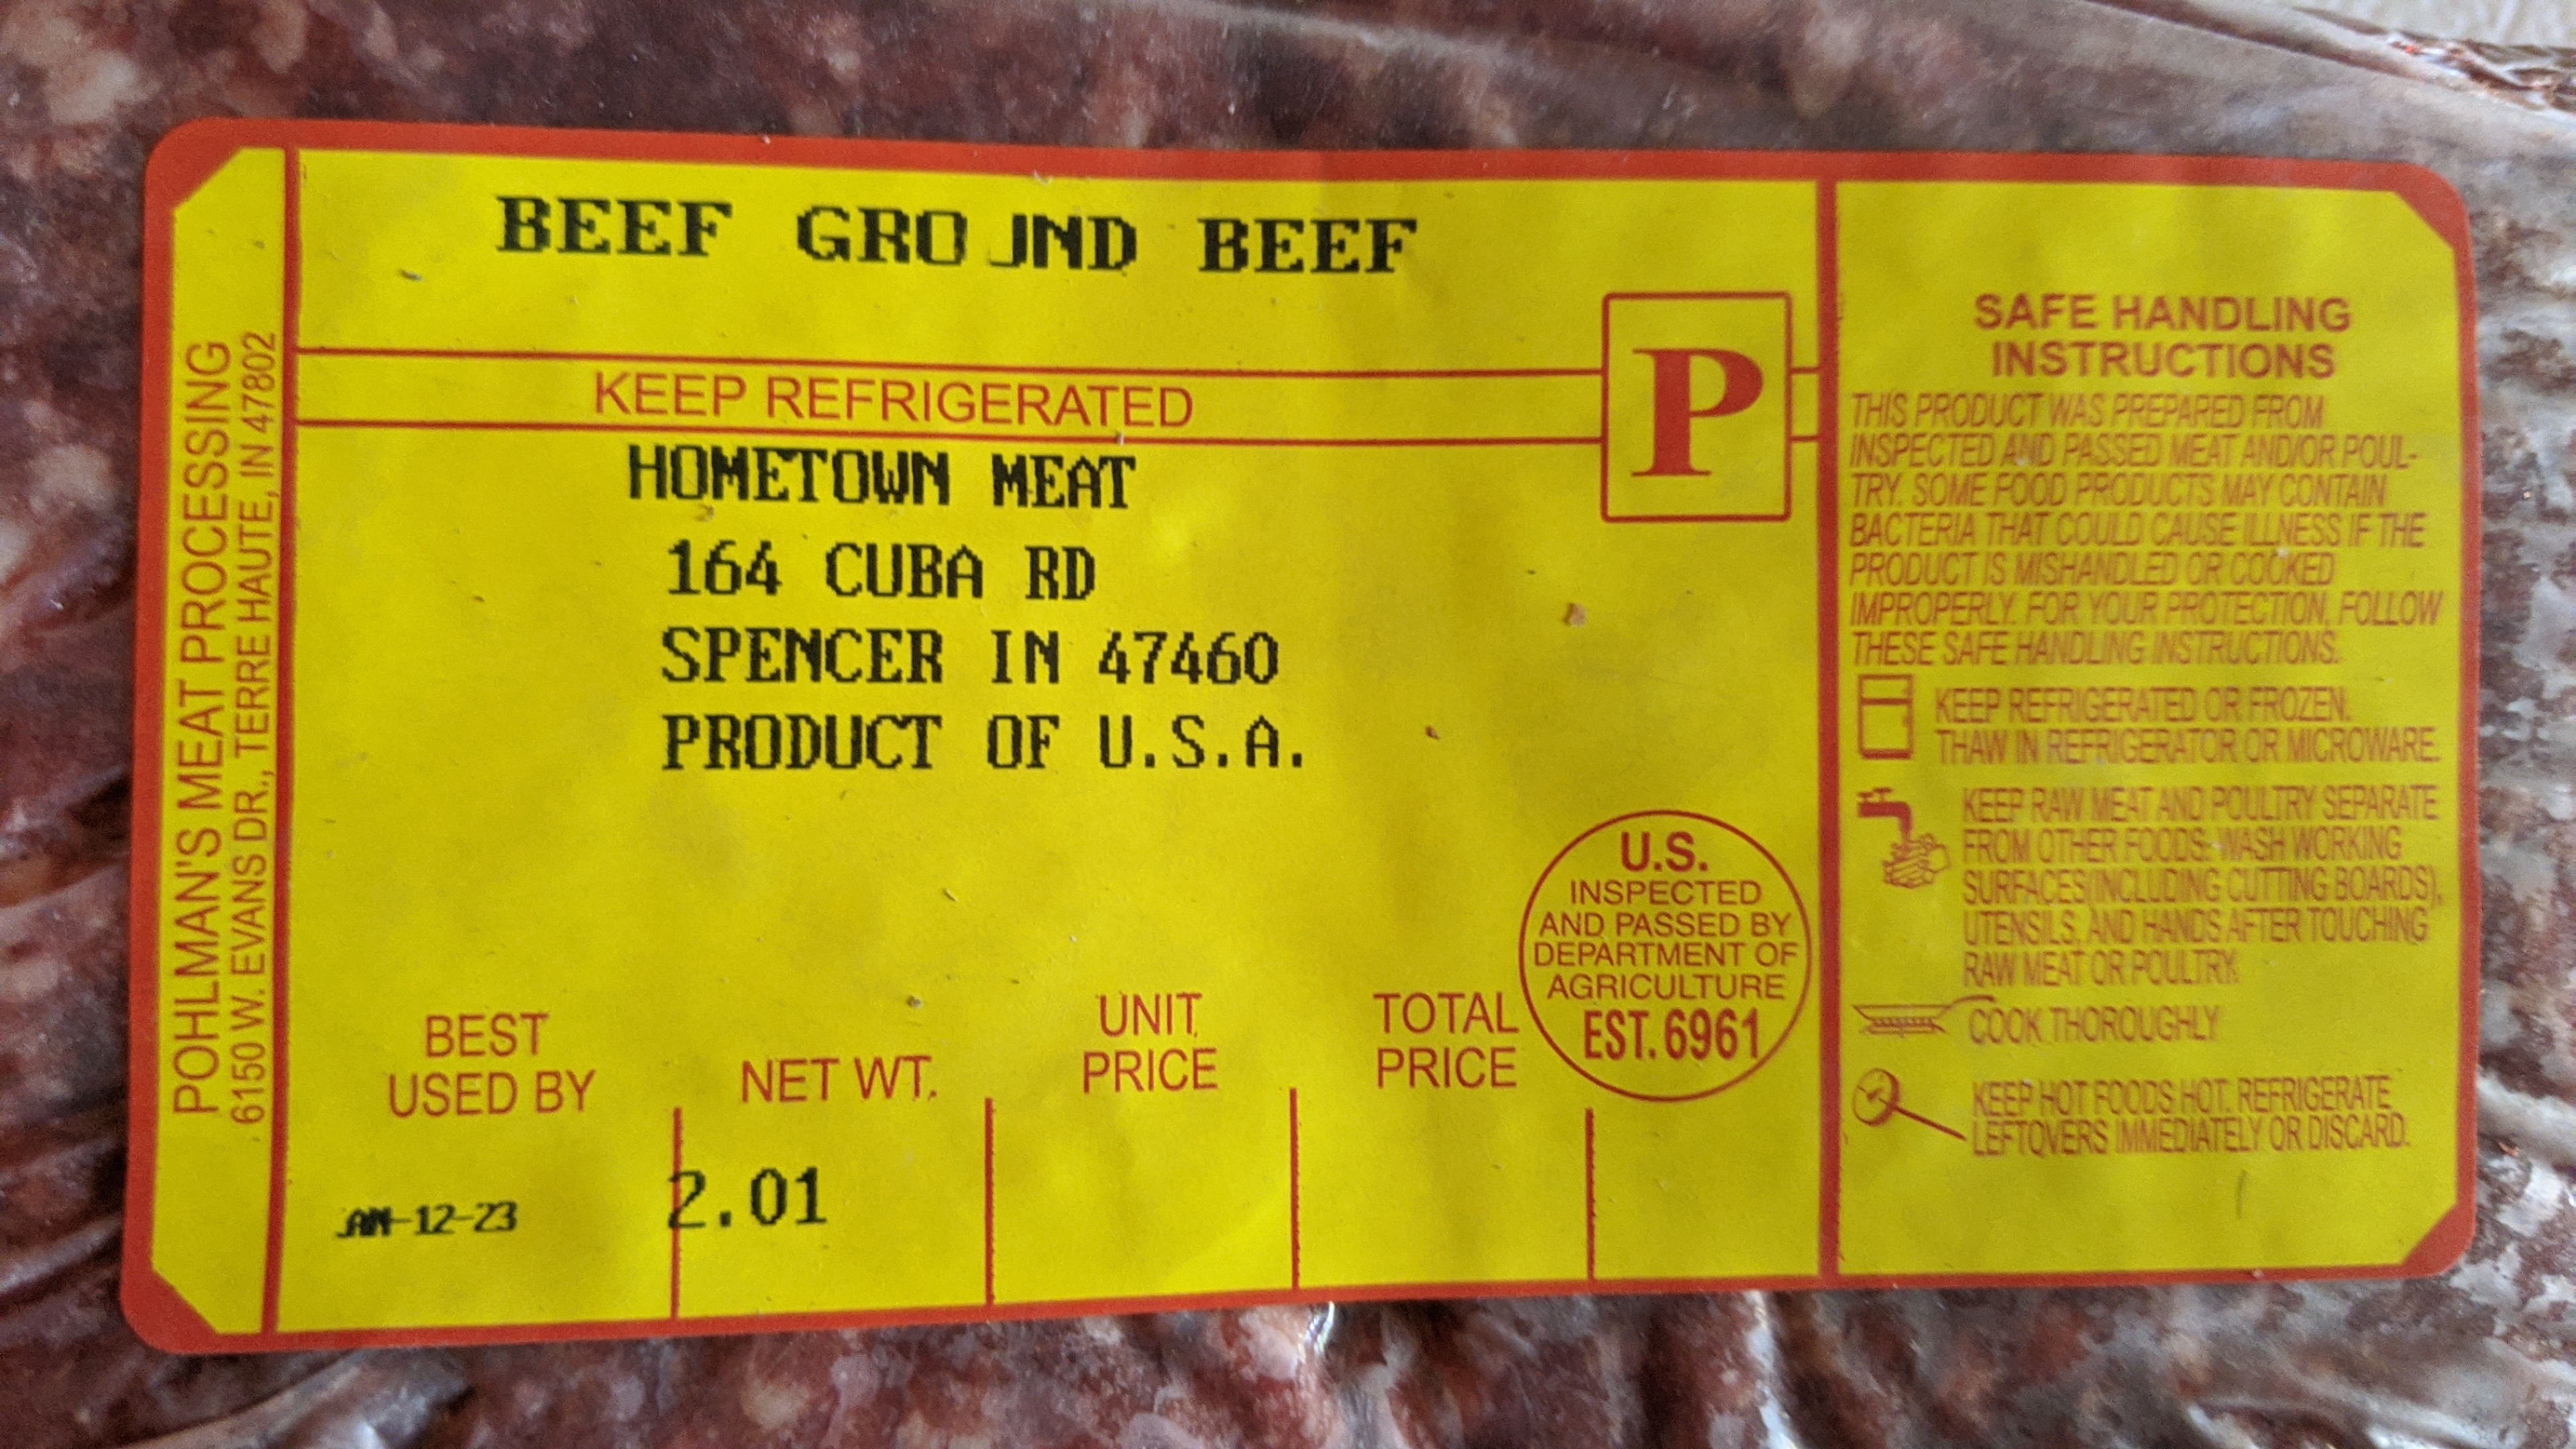 BEEF GROUND BEEF
KEEP REFRIGERATED
P
HOMETOWN MEAT
164 CUBA RD
SPENCER IN 47460
PRODUCT OF U.S.A.
U.S.
INSPECTED
AND PASSED BY
DEPARTMENT OF
AGRICULTURE
EST. 6961
BEST
USED BY
NET WT.
UNIT
PRICE
TOTAL
PRICE
JAN-12-23
2.01
POHLMAN'S MEAT PROCESSING
6150 W. EVANS DR., TERRE HAUTE, IN 47802
SAFE HANDLING
INSTRUCTIONS
THIS PRODUCT WAS PREPARED FROM
INSPECTED AND PASSED MEAT AND/OR POUL-
TRY. SOME FOOD PRODUCTS MAY CONTAIN
BACTERIA THAT COULD CAUSE ILLNESS IF THE
PRODUCT IS MISHANDLED OR COOKED
IMPROPERLY. FOR YOUR PROTECTION, FOLLOW
THESE SAFE HANDLING INSTRUCTIONS.
KEEP REFRIGERATED OR FROZEN.
THAW IN REFRIGERATOR OR MICROWARE.
KEEP RAW MEAT AND POULTRY SEPARATE
FROM OTHER FOODS. WASH WORKING
SURFACES(INCLUDING CUTTING BOARDS),
UTENSILS, AND HANDS AFTER TOUCHING
RAW MEAT OR POULTRY.
COOK THOROUGHLY
KEEP HOT FOODS HOT. REFRIGERATE
LEFTOVERS IMMEDIATELY OR DISCARD.